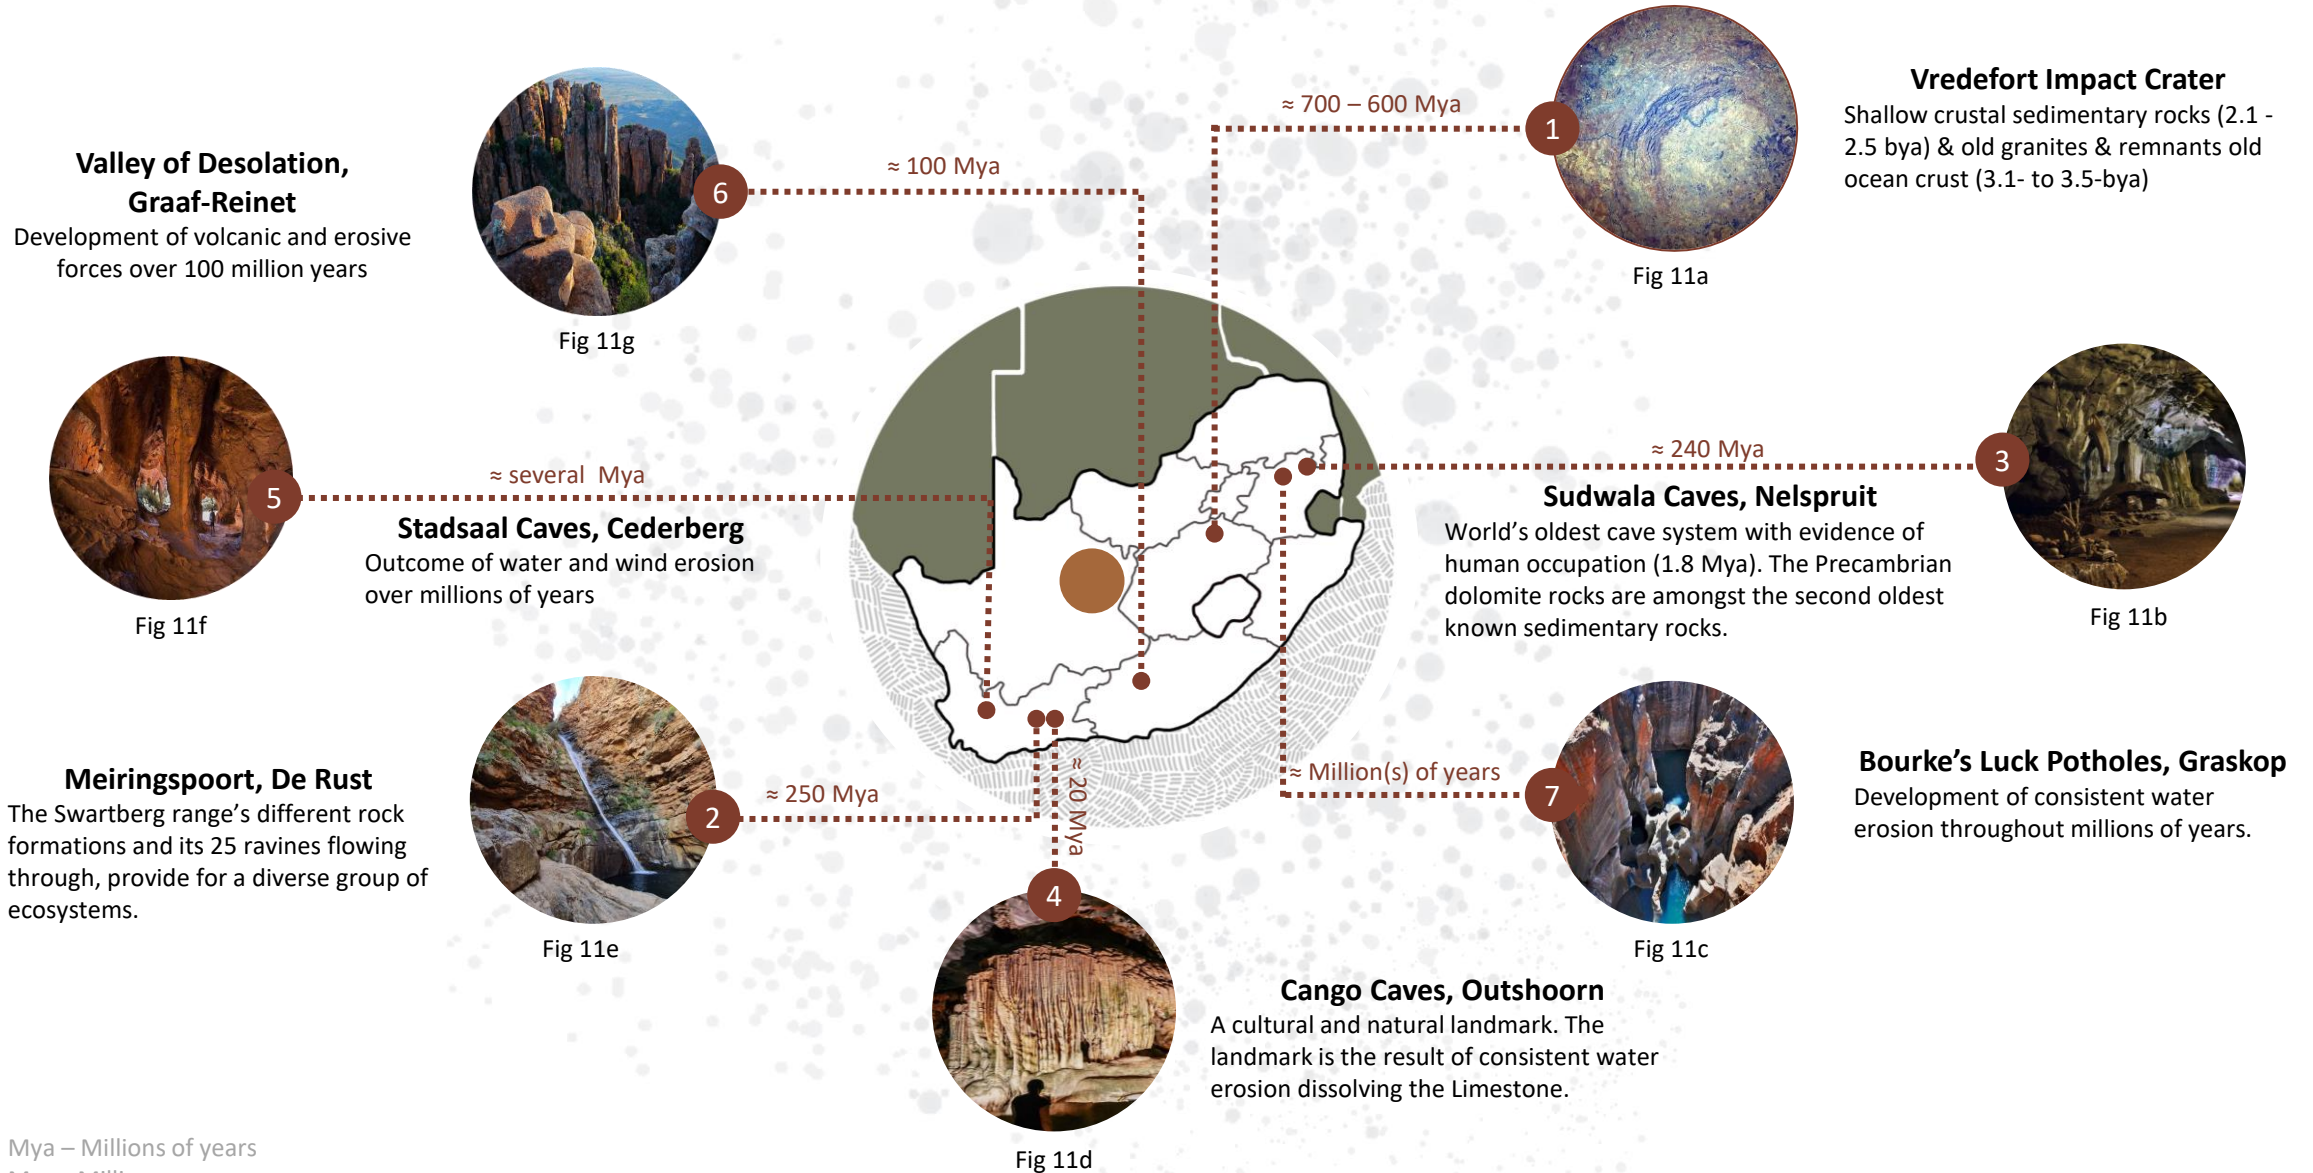 Vredefort Impact Crater
Shallow crustal sedimentary rocks (2.1 -
2.5 bya) & old granites & remnants old
ocean crust (3.1- to 3.5-bya)
≈ 700 – 600 Mya
1
Fig 11a
Valley of Desolation,
Graaf-Reinet
Development of volcanic and erosive
forces over 100 million years
6
≈ 100 Mya
Fig 11g
5
≈ several Mya
Stadsaal Caves, Cederberg
Outcome of water and wind erosion
over millions of years
Fig 11f
≈ 240 Mya
3
Sudwala Caves, Nelspruit
World’s oldest cave system with evidence of
human occupation (1.8 Mya). The Precambrian
dolomite rocks are amongst the second oldest
known sedimentary rocks.
Fig 11b
Meiringspoort, De Rust
The Swartberg range’s different rock
formations and its 25 ravines flowing
through, provide for a diverse group of
ecosystems.
2
≈ 250 Mya
Fig 11e
≈ 20 Mya
4
Fig 11d
≈ Million(s) of years
7
Bourke’s Luck Potholes, Graskop
Development of consistent water
erosion throughout millions of years.
Fig 11c
Cango Caves, Outshoorn
A cultural and natural landmark. The
landmark is the result of consistent water
erosion dissolving the Limestone.
Mya – Millions of years